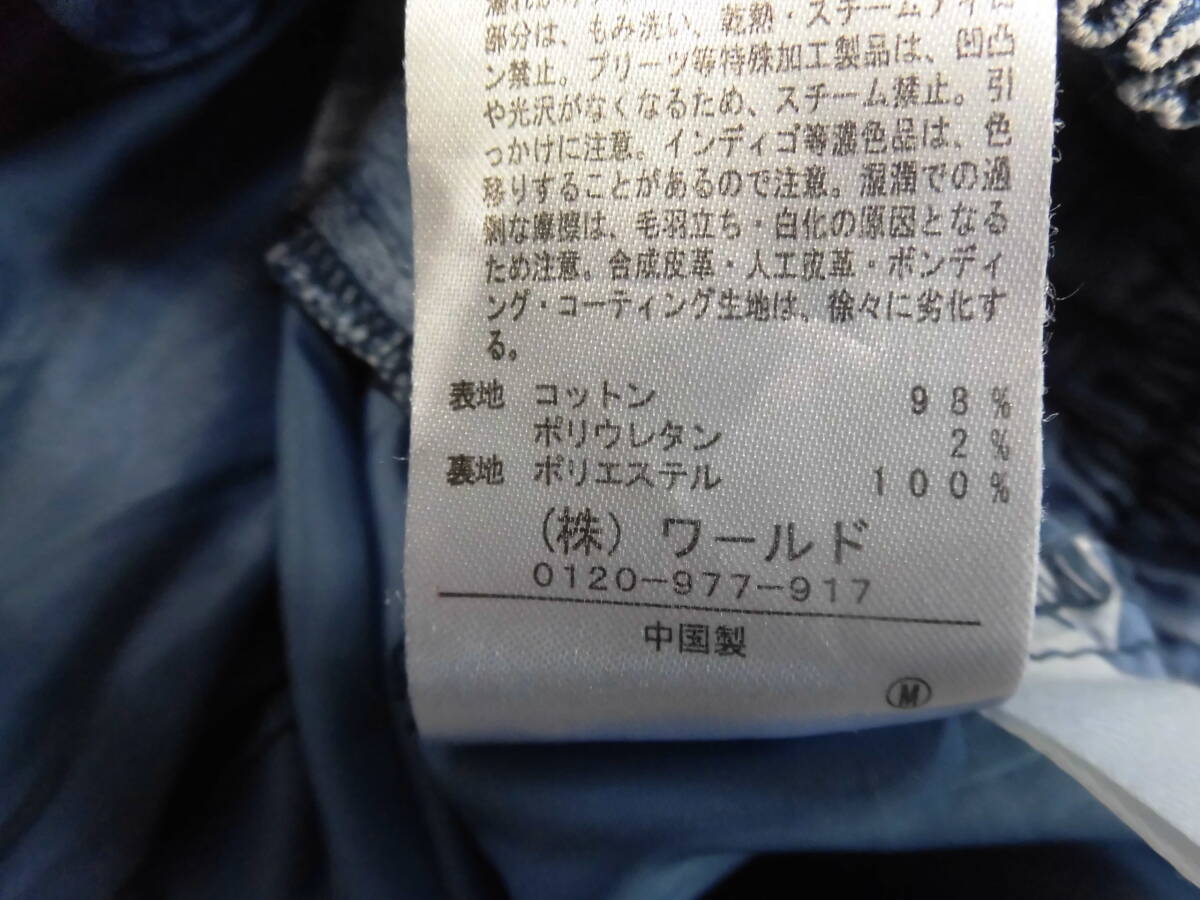 部分は、もみ洗い、乾熱・スチームアイロ
ン禁止。プリーツ等特殊加工製品は、凹凸
や光沢がなくなるため、スチーム禁止。引
っかけに注意。インディゴ等濃色品は、色
移りすることがあるので注意。湿潤での過
剰な摩擦は、毛羽立ち・白化の原因となる
ため注意。合成皮革・人工皮革・ボンディ
ング・コーティング生地は、徐々に劣化す
る。
表地 コットン 98%
ポリウレタン 2%
裏地 ポリエステル 100%
(株) ワールド
0120-977-917
中国製
M